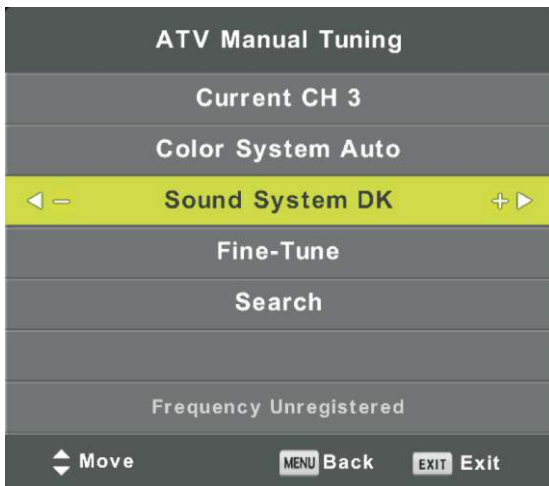 ATV Manual Tuning
Current CH 3
Color System Auto
− Sound System DK +
Fine-Tune
Search
Frequency Unregistered
Move MENU Back EXIT Exit